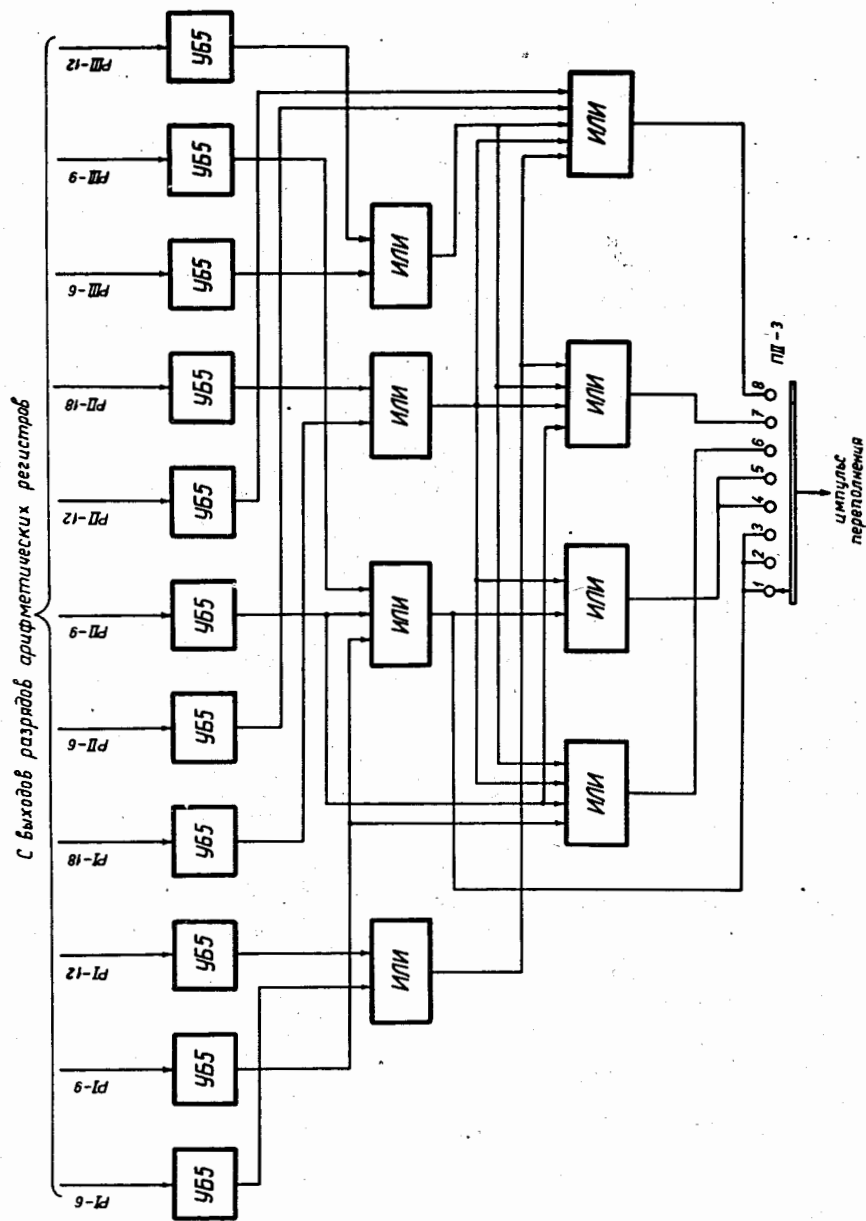 С выходов разрядов арифметических регистров
РI-6
РI-9
РI-12
РI-18
РII-6
РII-9
РII-12
РII-18
РIII-6
РIII-9
РIII-12
УБ5
УБ5
УБ5
УБ5
УБ5
УБ5
УБ5
УБ5
УБ5
УБ5
УБ5
ИЛИ
ИЛИ
ИЛИ
ИЛИ
ИЛИ
ИЛИ
ИЛИ
ИЛИ
1 2 3 4 5 6 7 8
ПII-3
импульс
переполнения